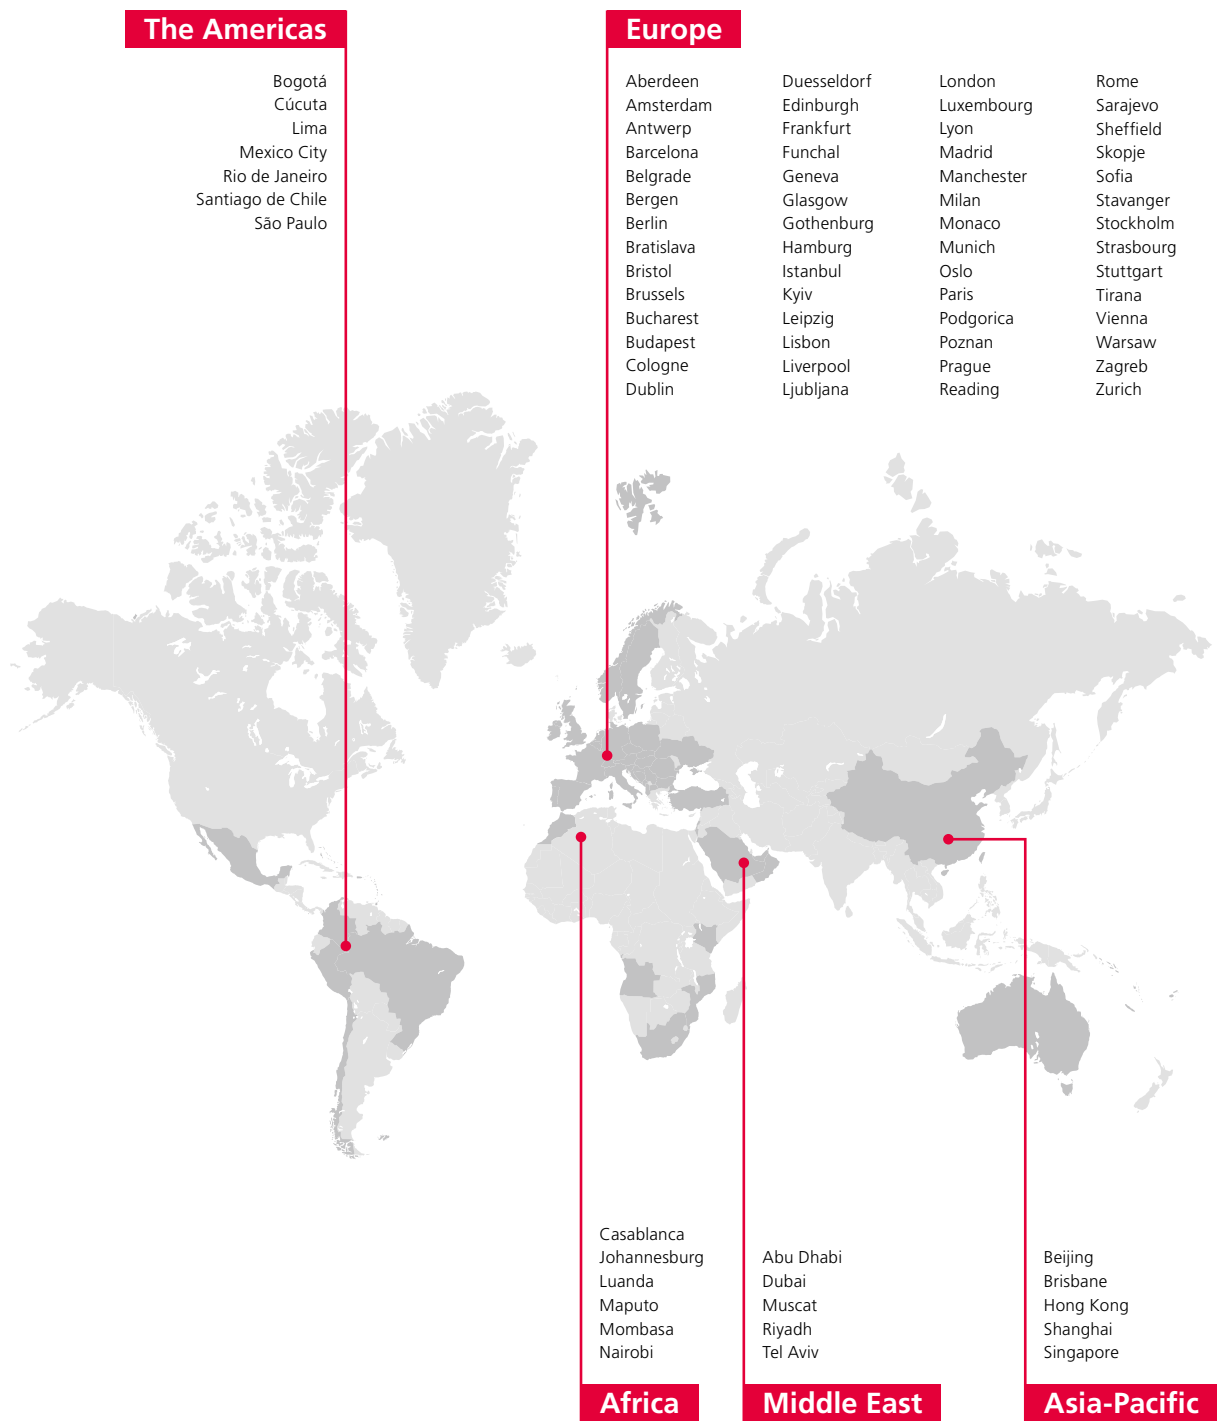 The Americas
Bogotá
Cúcuta
Lima
Mexico City
Rio de Janeiro
Santiago de Chile
São Paulo
Europe
Aberdeen
Amsterdam
Antwerp
Barcelona
Belgrade
Bergen
Berlin
Bratislava
Bristol
Brussels
Bucharest
Budapest
Cologne
Dublin
Duesseldorf
Edinburgh
Frankfurt
Funchal
Geneva
Glasgow
Gothenburg
Hamburg
Istanbul
Kyiv
Leipzig
Lisbon
Liverpool
Ljubljana
London
Luxembourg
Lyon
Madrid
Manchester
Milan
Monaco
Munich
Oslo
Paris
Podgorica
Poznan
Prague
Reading
Rome
Sarajevo
Sheffield
Skopje
Sofia
Stavanger
Stockholm
Strasbourg
Stuttgart
Tirana
Vienna
Warsaw
Zagreb
Zurich
Casablanca
Johannesburg
Luanda
Maputo
Mombasa
Nairobi
Africa
Abu Dhabi
Dubai
Muscat
Riyadh
Tel Aviv
Middle East
Beijing
Brisbane
Hong Kong
Shanghai
Singapore
Asia-Pacific